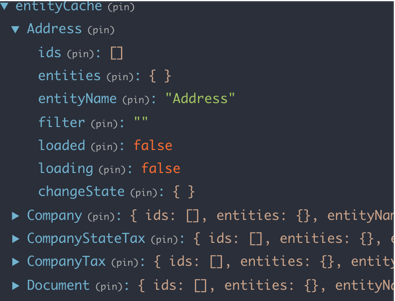 ▼ entityCache (pin)
▼ Address (pin)
ids (pin): []
entities (pin): { }
entityName (pin): "Address"
filter (pin): ""
loaded (pin): false
loading (pin): false
changeState (pin): { }
▶ Company (pin): { ids: [], entities: {}, entityNar
▶ CompanyStateTax (pin): { ids: [], entities: {}, e
▶ CompanyTax (pin): { ids: [], entities: {}, entity
▶ Document (pin): { ids: [], entities: {}, entityNa